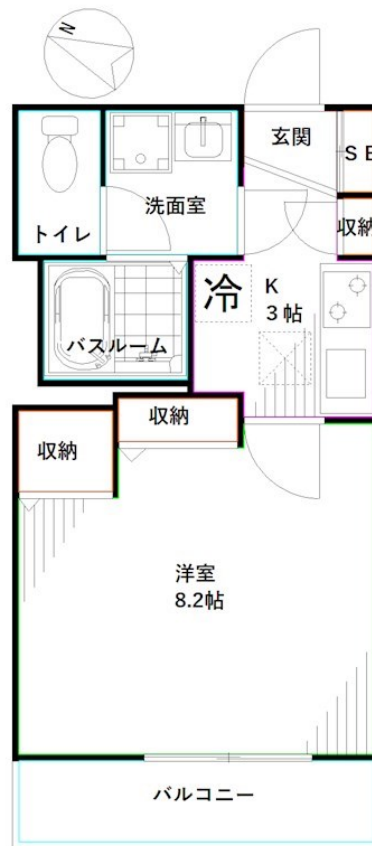 N
玄関
SB
洗面室
トイレ
収納
冷
K
3帖
バスルーム
収納
収納
洋室
8.2帖
バルコニー